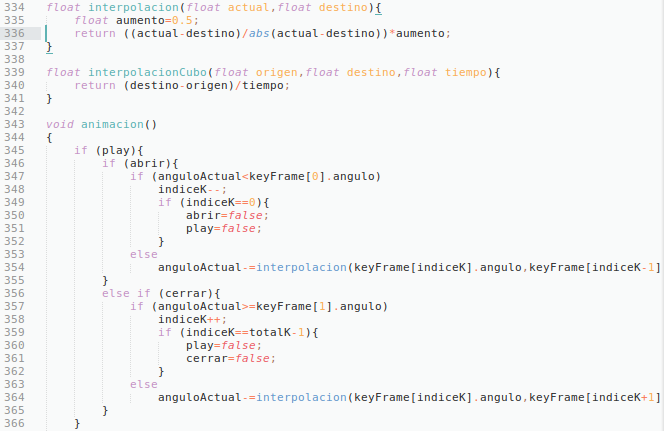 334 float interpolacion(float actual,float destino){
335     float aumento=0.5;
336     return ((actual-destino)/abs(actual-destino))*aumento;
337 }
338
339 float interpolacionCubo(float origen,float destino,float tiempo){
340     return (destino-origen)/tiempo;
341 }
342
343 void animacion()
344 {
345     if (play){
346         if (abrir){
347             if (anguloActual<keyFrame[0].angulo)
348                 indiceK--;
349                 if (indiceK==0){
350                     abrir=false;
351                     play=false;
352                 }
353             else
354                 anguloActual-=interpolacion(keyFrame[indiceK].angulo,keyFrame[indiceK-1]
355         }
356         else if (cerrar){
357             if (anguloActual>=keyFrame[1].angulo)
358                 indiceK++;
359                 if (indiceK==totalK-1){
360                     play=false;
361                     cerrar=false;
362                 }
363             else
364                 anguloActual-=interpolacion(keyFrame[indiceK].angulo,keyFrame[indiceK+1]
365         }
366     }